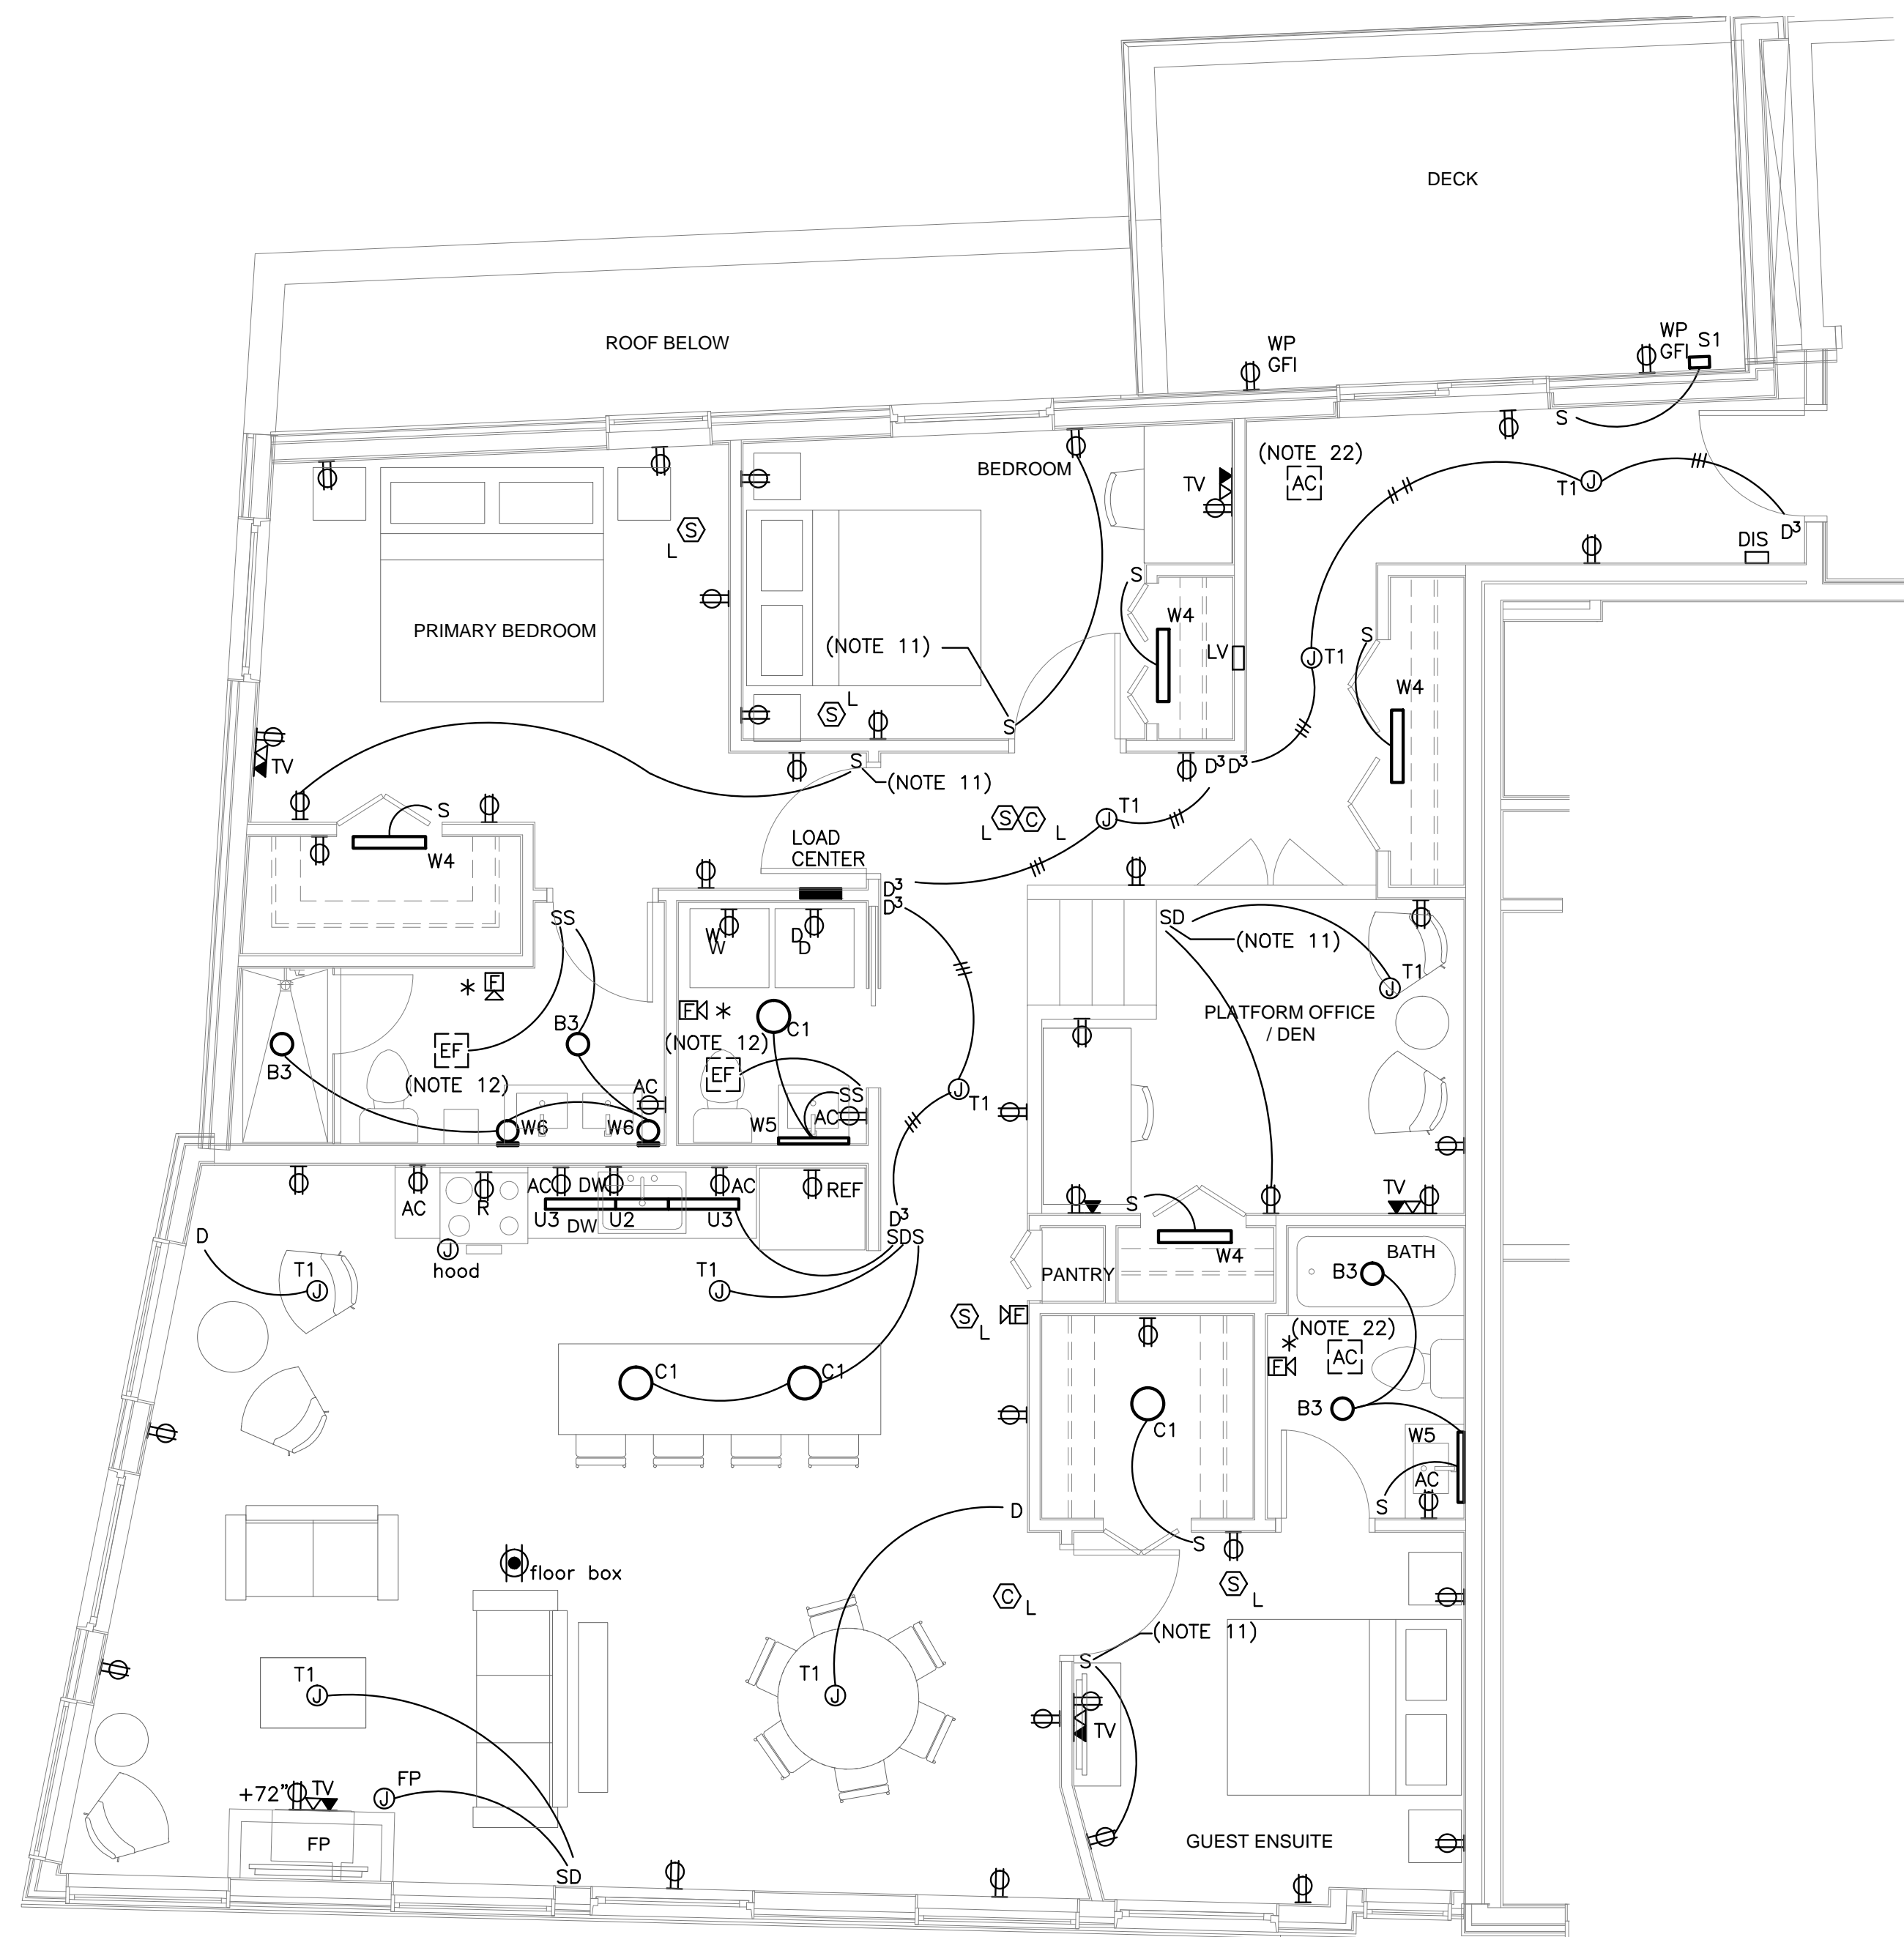 DECK
ROOF BELOW
WP
GFI
WP
GFI
S1
S
(NOTE 22)
AC
BEDROOM
TV
T1
J
D3
DIS
S
L
PRIMARY BEDROOM
(NOTE 11)
S
W4
LV
J
T1
S
W4
S
L
S
TV
S
(NOTE 11)
D3
D3
S
W4
L
S
C
L
J
T1
LOAD
CENTER
D3
D3
SS
W
W
D
D
SD
(NOTE 11)
T1
J
PLATFORM OFFICE
/ DEN
*
F
F
*
C1
B3
B3
EF
(NOTE 12)
(NOTE 12)
EF
AC
SS
AC
W5
W6
W6
J
T1
AC
R
AC
DW
AC
REF
U3
DW
U2
U3
D3
SDS
D
T1
J
J
hood
T1
J
S
TV
W4
PANTRY
BATH
B3
S
L
F
(NOTE 22)
*
F
AC
C1
C1
C1
B3
W5
AC
S
S
D
floor box
C
L
S
L
(NOTE 11)
S
T1
J
T1
J
TV
+72"
TV
J
FP
FP
SD
GUEST ENSUITE